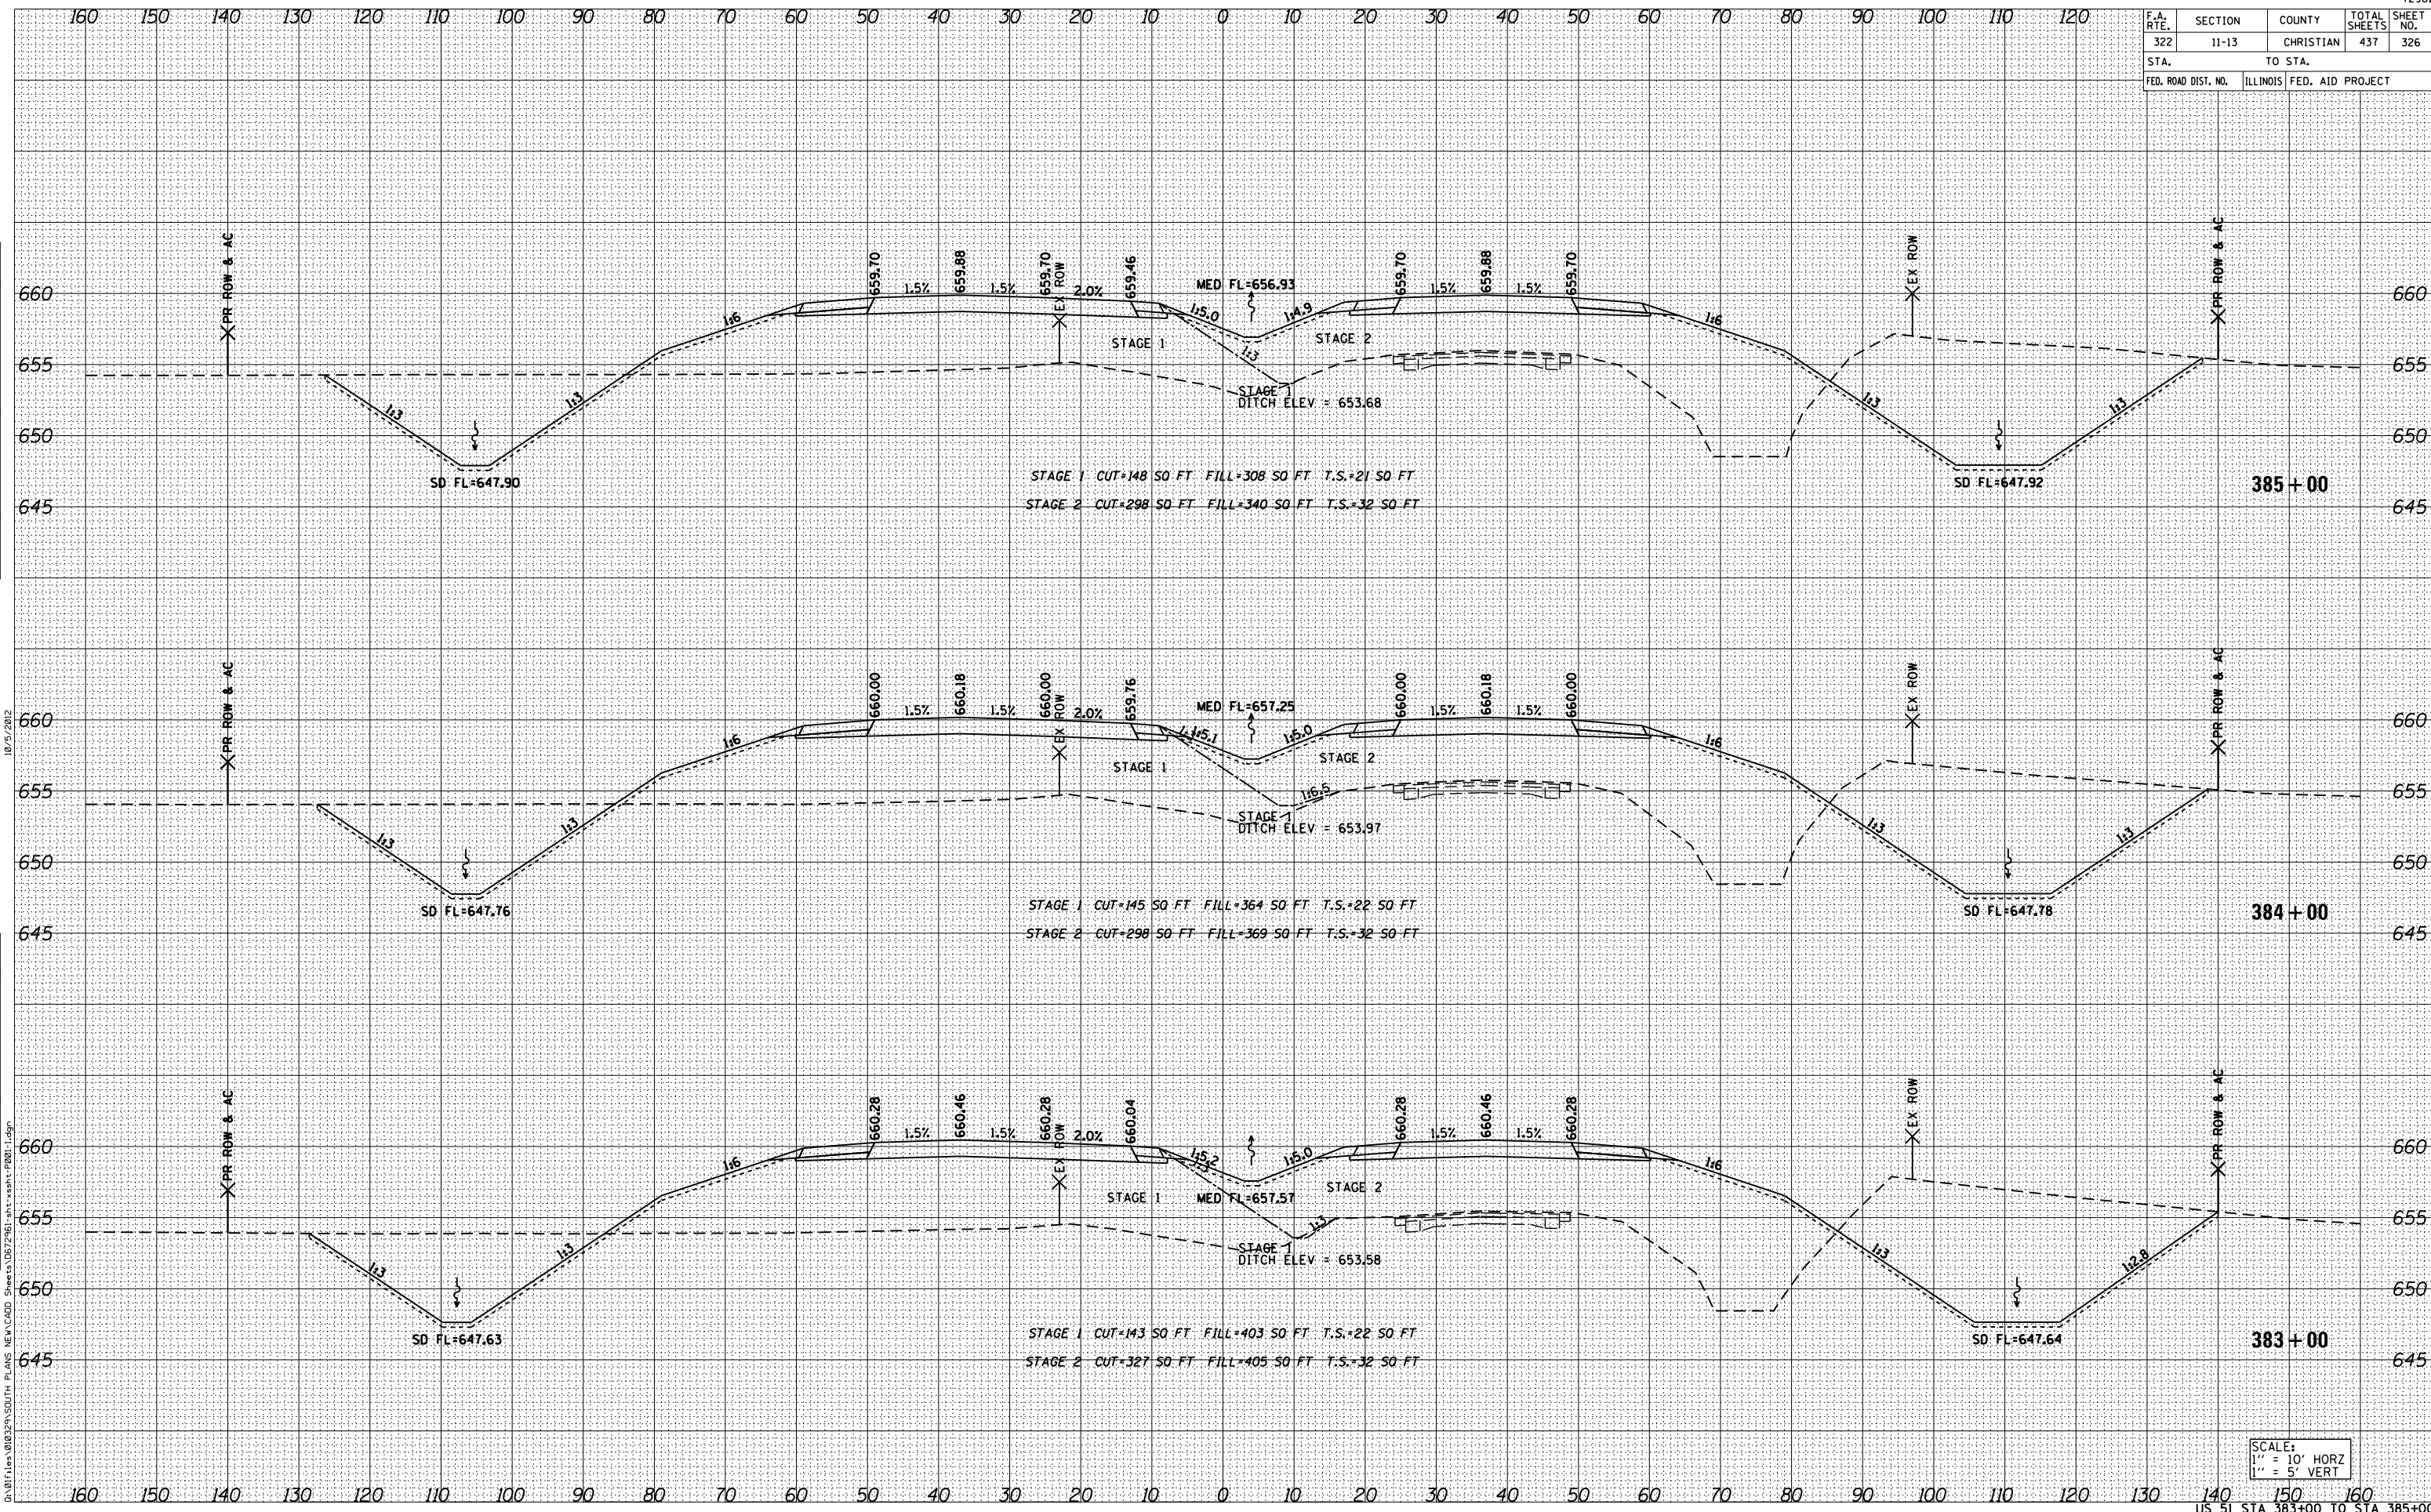 160 150 140 130 120 110 100 90 80 70 60 50 40 30 20 10 0 10 20 30 40 50 60 70 80 90 100 110 120
F.A. RTE. SECTION COUNTY TOTAL SHEETS SHEET NO.
322 11-13 CHRISTIAN 437 326
STA. TO STA.
FED. ROAD DIST. NO. ILLINOIS FED. AID PROJECT
PR ROW & AC
659.70 659.88 659.70 659.46 659.70 659.88 659.70
EX ROW
EX ROW
PR ROW & AC
MED FL=656.93
660 1.5% 1.5% 2.0% 1.5% 1.5% 660
1:6 1:5.0 1:4.9 1:6
STAGE 1 STAGE 2
1:3
655 655
STAGE 1
DITCH ELEV = 653.68
1:3 1:3 1:3 1:3
650 650
SD FL=647.90 SD FL=647.92
STAGE 1 CUT=148 SQ FT FILL=308 SQ FT T.S.=21 SQ FT
385+00
STAGE 2 CUT=298 SQ FT FILL=340 SQ FT T.S.=32 SQ FT
645 645
PR ROW & AC
660.00 660.18 660.00 659.76 660.00 660.18 660.00
EX ROW
EX ROW
PR ROW & AC
MED FL=657.25
660 1.5% 1.5% 2.0% 1.5% 1.5% 660
1:6 1:5.1 1:5.0 1:6
STAGE 1 STAGE 2
655 1:6.5 655
STAGE 1
DITCH ELEV = 653.97
1:3 1:3 1:3 1:3
650 650
SD FL=647.76 SD FL=647.78
STAGE 1 CUT=145 SQ FT FILL=364 SQ FT T.S.=22 SQ FT
384+00
STAGE 2 CUT=298 SQ FT FILL=369 SQ FT T.S.=32 SQ FT
645 645
10/5/2012
PR ROW & AC
660.28 660.46 660.28 660.04 660.28 660.46 660.28
EX ROW
EX ROW
PR ROW & AC
660 1.5% 1.5% 2.0% 1.5% 1.5% 660
1:6 1:5.2 1:5.0 1:6
1:3
STAGE 1 MED FL=657.57 STAGE 2
655 1:3 655
STAGE 1
DITCH ELEV = 653.58
1:3 1:3 1:3 1:2.8
650 650
SD FL=647.63 SD FL=647.64
STAGE 1 CUT=143 SQ FT FILL=403 SQ FT T.S.=22 SQ FT
383+00
STAGE 2 CUT=327 SQ FT FILL=405 SQ FT T.S.=32 SQ FT
645 645
SCALE:
1'' = 10' HORZ
1'' = 5' VERT
160 150 140 130 120 110 100 90 80 70 60 50 40 30 20 10 0 10 20 30 40 50 60 70 80 90 100 110 120 130 140 150 160